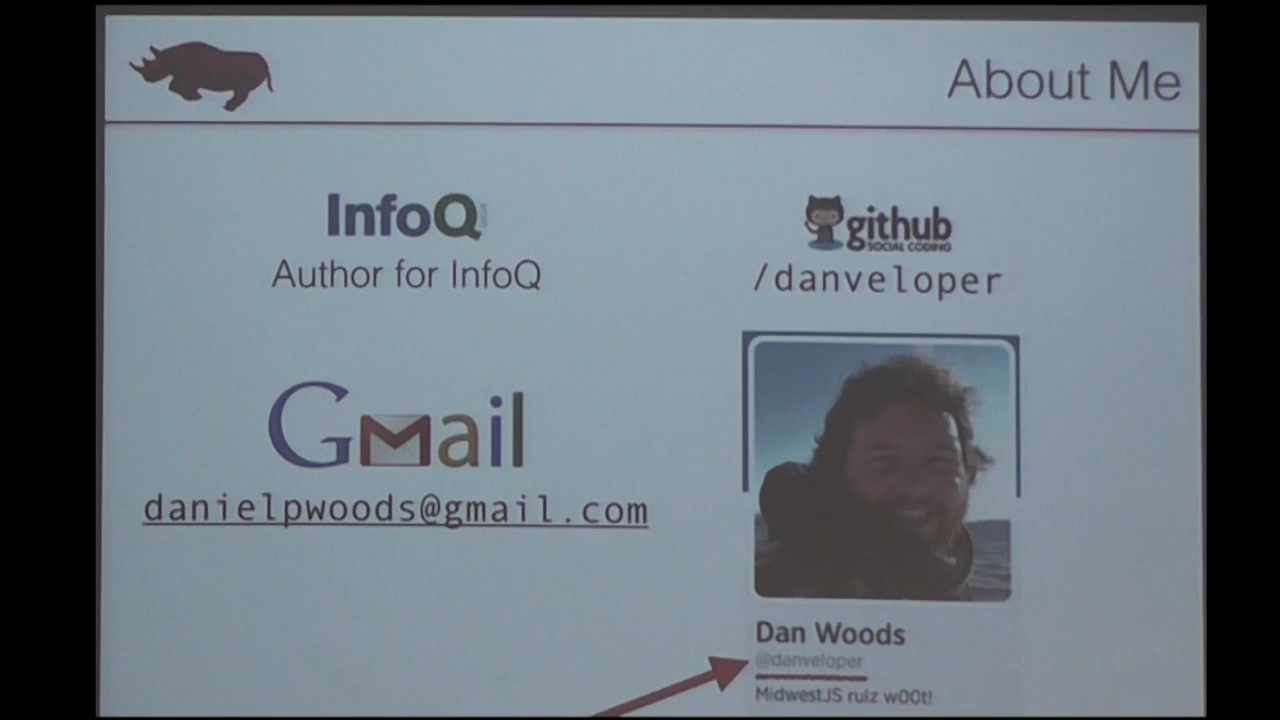 About Me
InfoQ
Author for InfoQ
github
SOCIAL CODING
/danveloper
Gmail
danielpwoods@gmail.com
Dan Woods
@danveloper
MidwestJS rulz w00t!